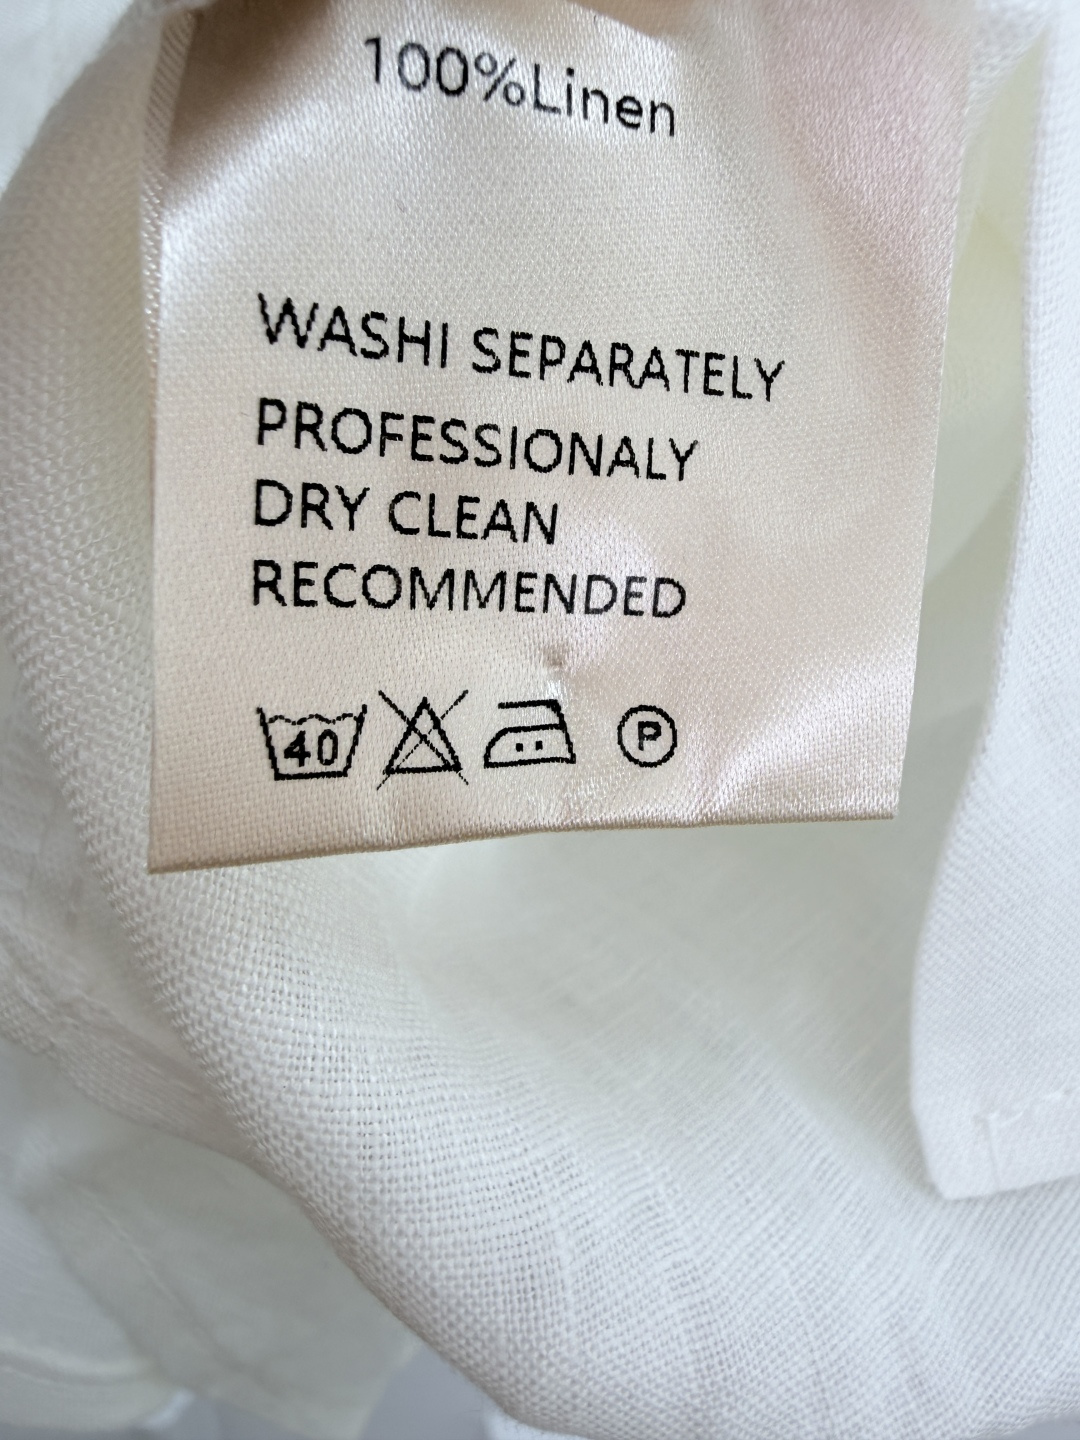 100%Linen
WASHI SEPARATELY
PROFESSIONALY
DRY CLEAN
RECOMMENDED
40 P